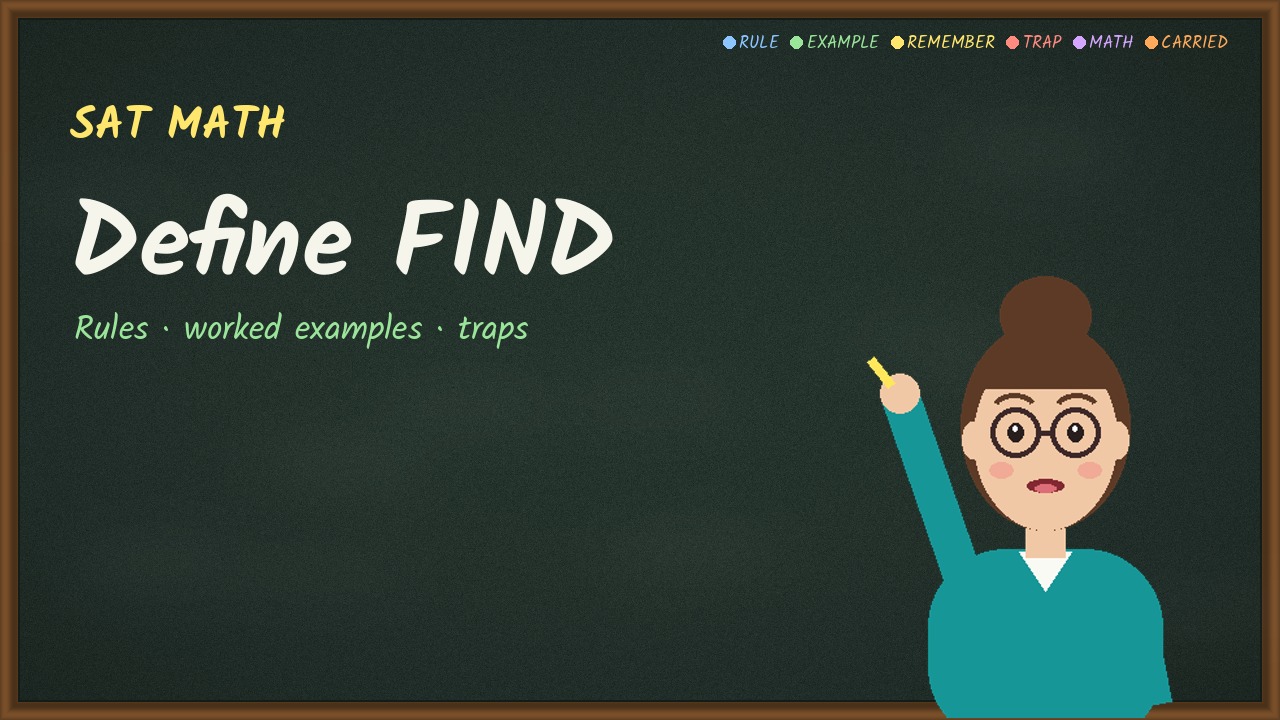 RULE EXAMPLE REMEMBER TRAP MATH CARRIED
SAT MATH
Define FIND
Rules · worked examples · traps